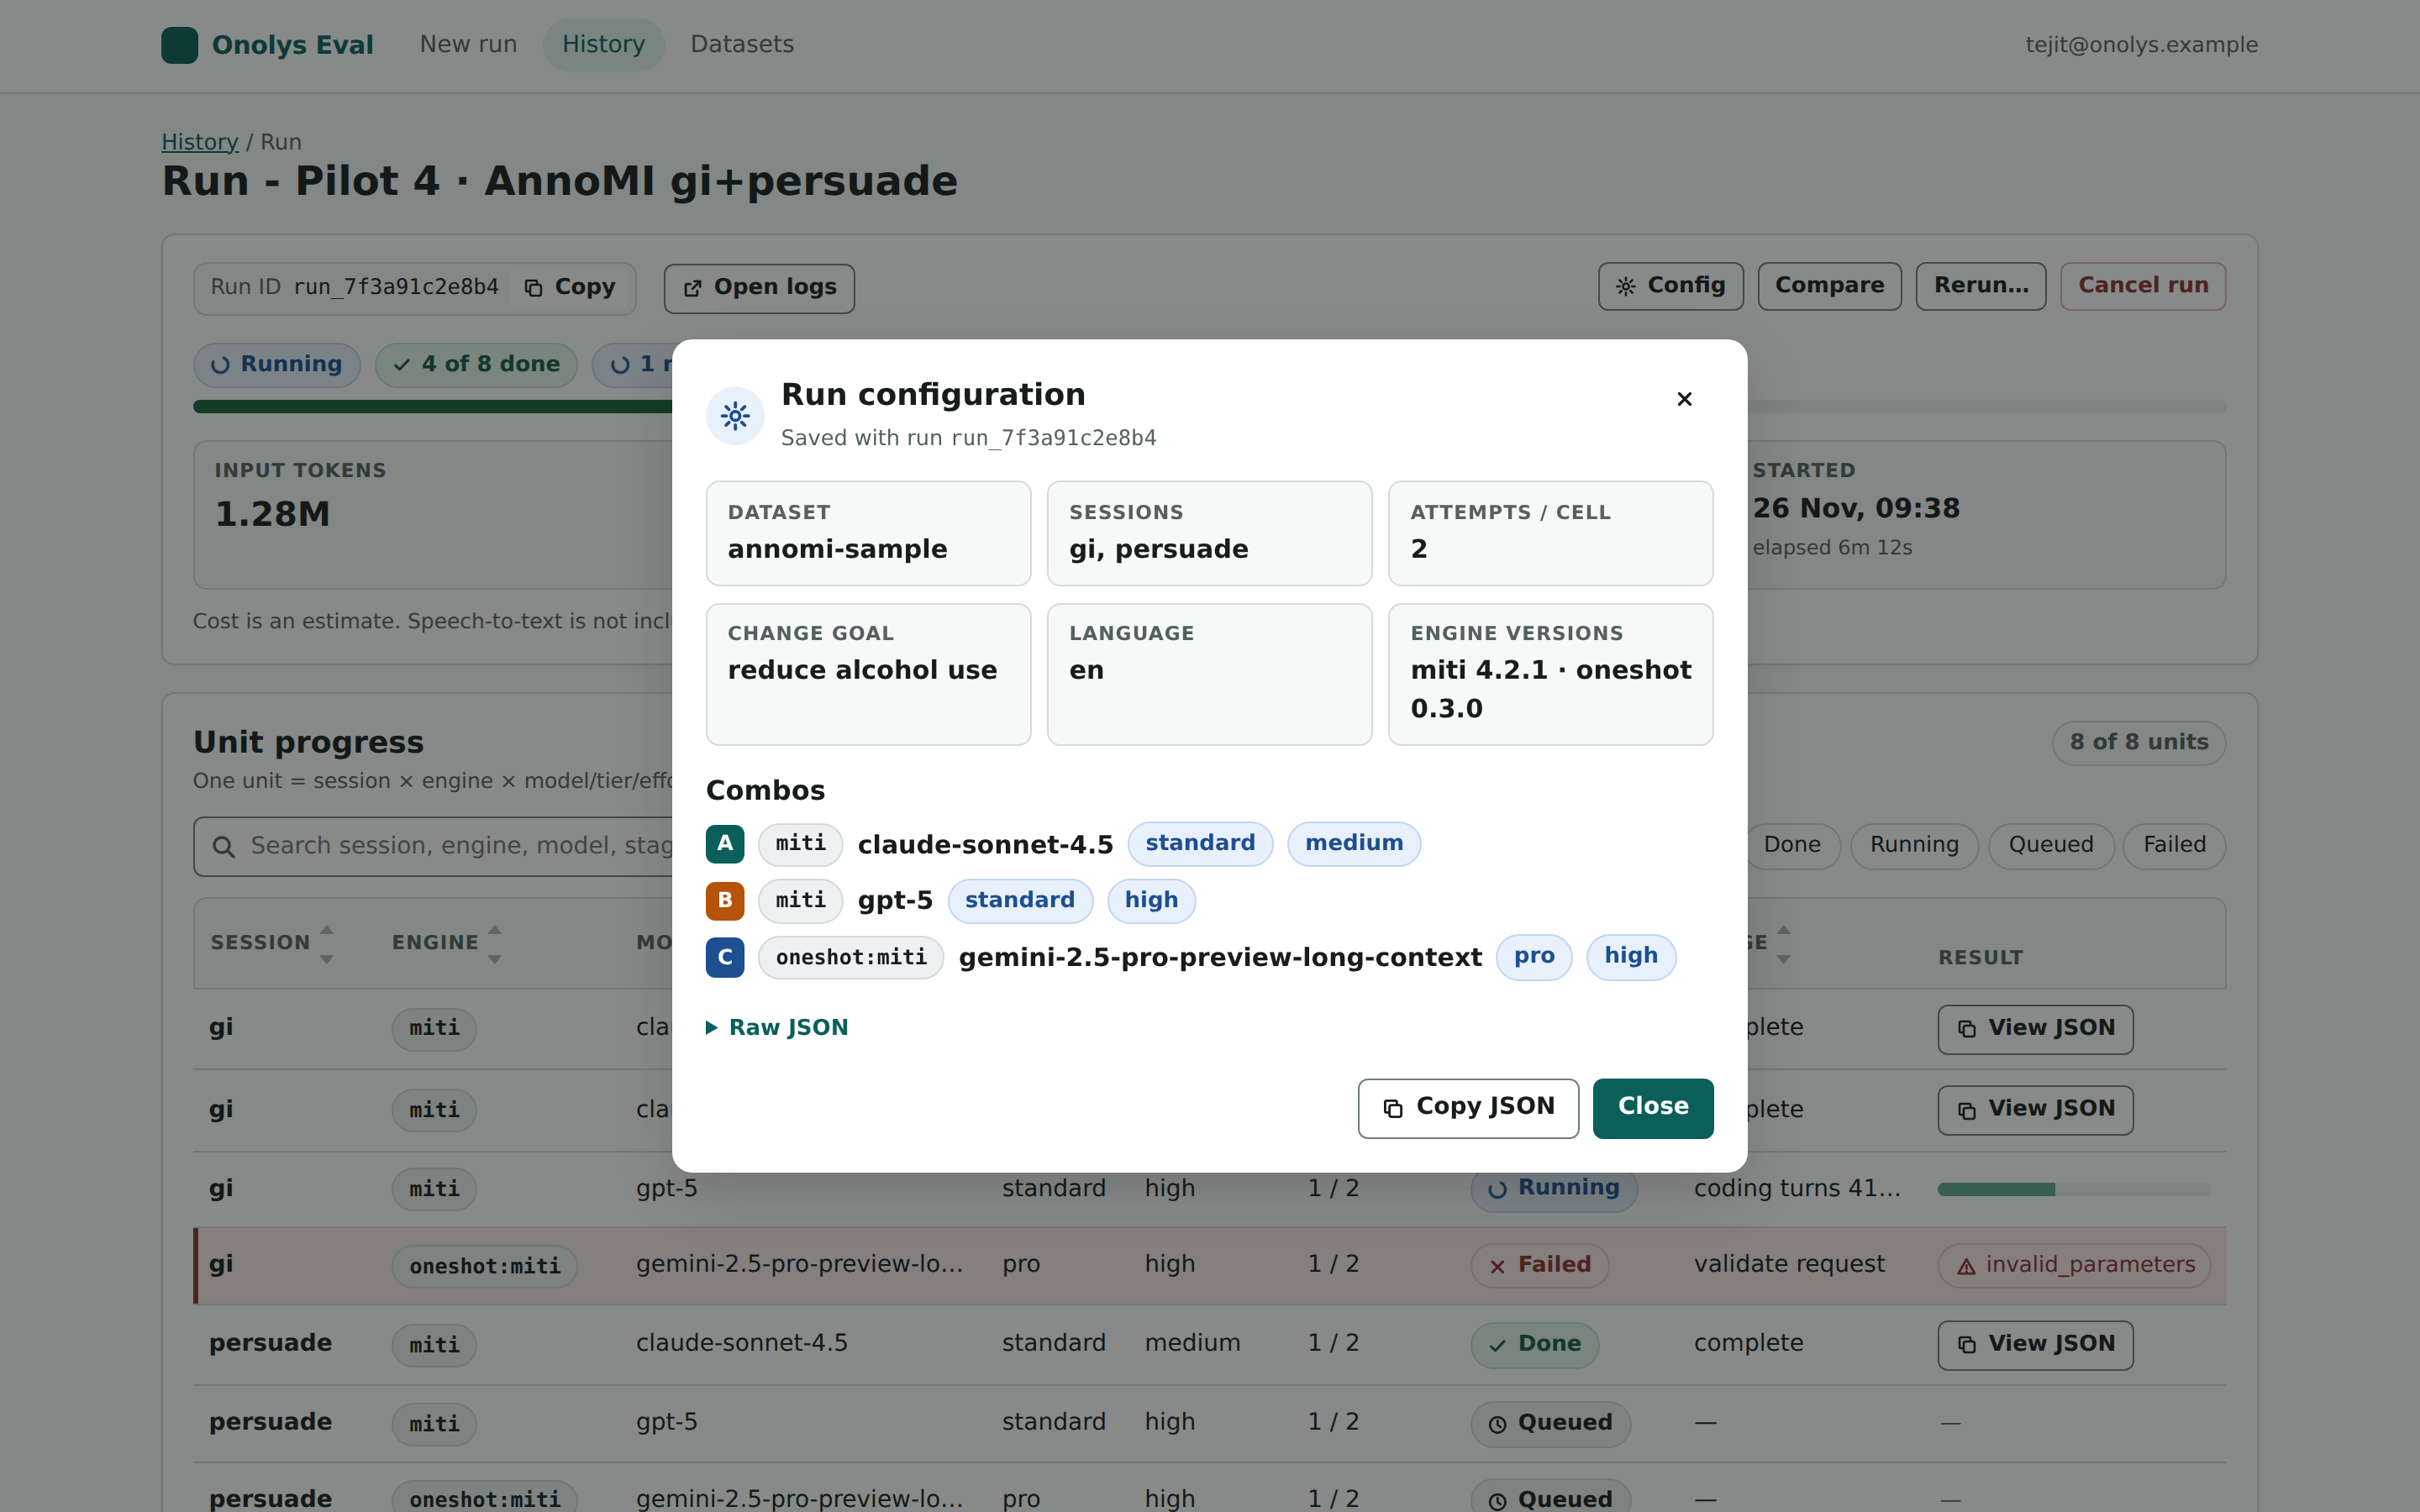 Onolys Eval New run History Datasets tejit@onolys.example
History / Run
Run - Pilot 4 · AnnoMI gi+persuade
Run ID run_7f3a91c2e8b4 Copy Open logs Config Compare Rerun… Cancel run
Running 4 of 8 done 1
INPUT TOKENS
1.28M
STARTED
26 Nov, 09:38
elapsed 6m 12s
Cost is an estimate. Speech-to-text is not
Run configuration
Saved with run run_7f3a91c2e8b4
DATASET SESSIONS ATTEMPTS / CELL
annomi-sample gi, persuade 2
CHANGE GOAL LANGUAGE ENGINE VERSIONS
reduce alcohol use en miti 4.2.1 · oneshot
0.3.0
Combos
A miti claude-sonnet-4.5 standard medium
B miti gpt-5 standard high
C oneshot:miti gemini-2.5-pro-preview-long-context pro high
Raw JSON
Copy JSON Close
Unit progress 8 of 8 units
One unit = session × engine × model/tier/
Search session, engine, model, Done Running Queued Failed
SESSION ENGINE RESULT
gi miti View JSON
gi miti View JSON
gi miti gpt-5 standard high 1 / 2 Running coding turns 41…
gi oneshot:miti gemini-2.5-pro-preview-lo… pro high 1 / 2 Failed validate request invalid_parameters
persuade miti claude-sonnet-4.5 standard medium 1 / 2 Done complete View JSON
persuade miti gpt-5 standard high 1 / 2 Queued — —
persuade oneshot:miti gemini-2.5-pro-preview-lo… pro high 1 / 2 Queued — —